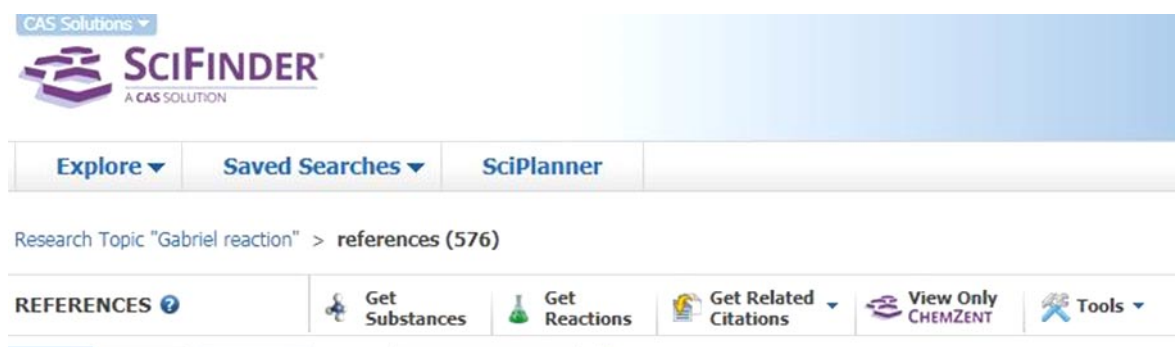 CAS Solutions
SCIFINDER®
A CAS SOLUTION
Explore Saved Searches SciPlanner
Research Topic "Gabriel reaction" > references (576)
REFERENCES ? Get Substances Get Reactions Get Related Citations View Only CHEMZENT Tools